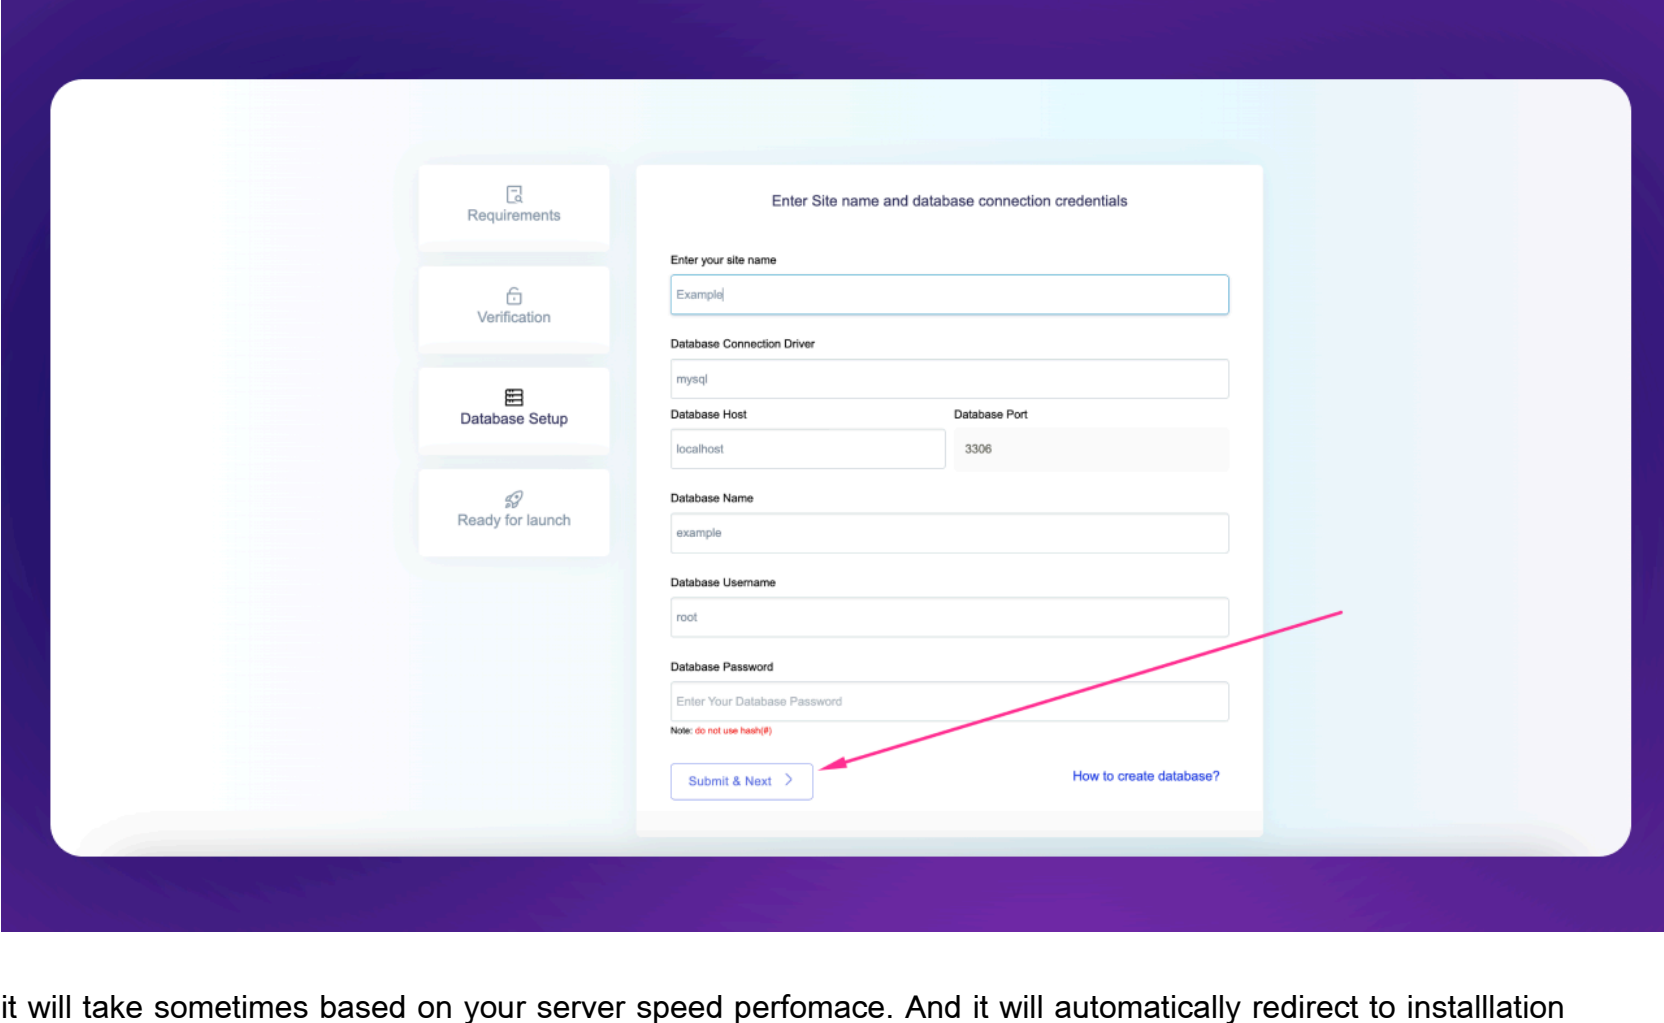 Requirements
Verification
Database Setup
Ready for launch
Enter Site name and database connection credentials
Enter your site name
Example
Database Connection Driver
mysql
Database Host Database Port
localhost 3306
Database Name
example
Database Username
root
Database Password
Enter Your Database Password
Note: do not use hash(#)
Submit & Next How to create database?
it will take sometimes based on your server speed perfomace. And it will automatically redirect to installlation